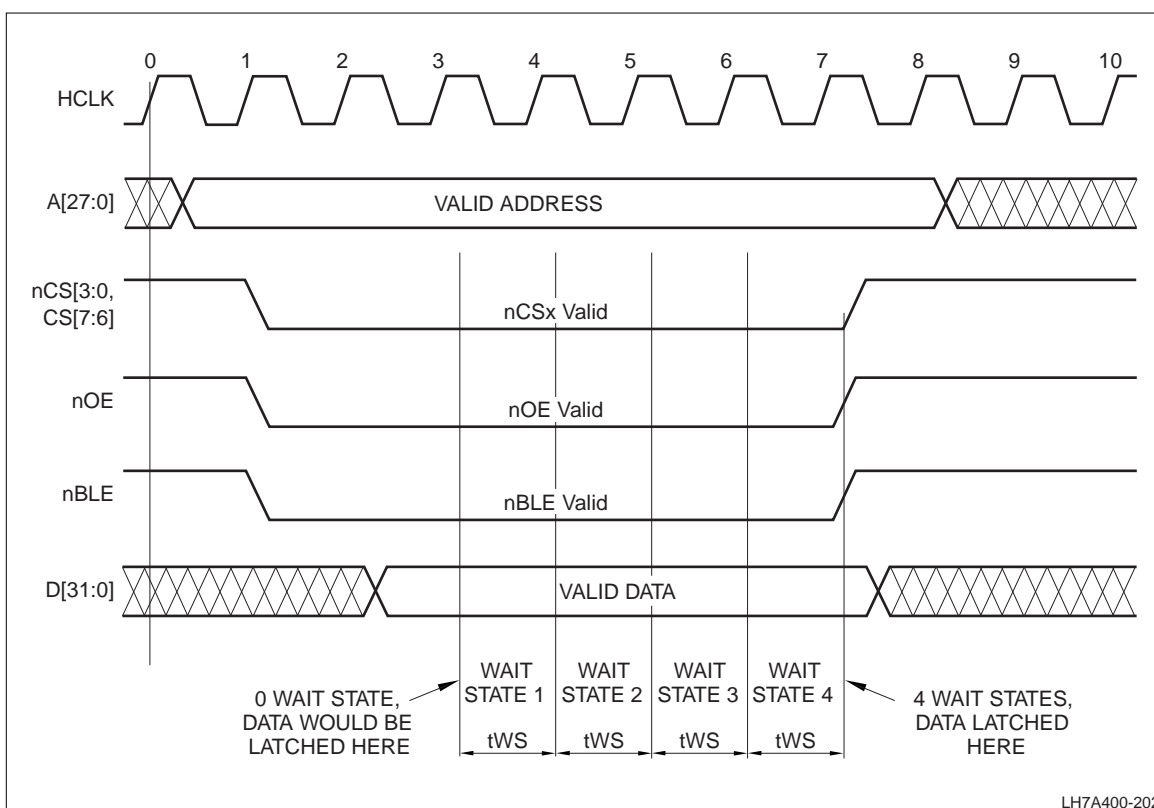 0 1 2 3 4 5 6 7 8 9 10
HCLK
A[27:0]
VALID ADDRESS
nCS[3:0,
CS[7:6]
nCSx Valid
nOE
nOE Valid
nBLE
nBLE Valid
D[31:0]
VALID DATA
0 WAIT STATE,
DATA WOULD BE
LATCHED HERE
WAIT
STATE 1
WAIT
STATE 2
WAIT
STATE 3
WAIT
STATE 4
4 WAIT STATES,
DATA LATCHED
HERE
tWS tWS tWS tWS